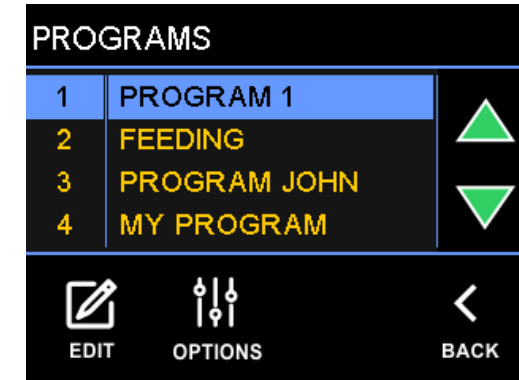 PROGRAMS
1 PROGRAM 1
2 FEEDING
3 PROGRAM JOHN
4 MY PROGRAM
EDIT OPTIONS BACK